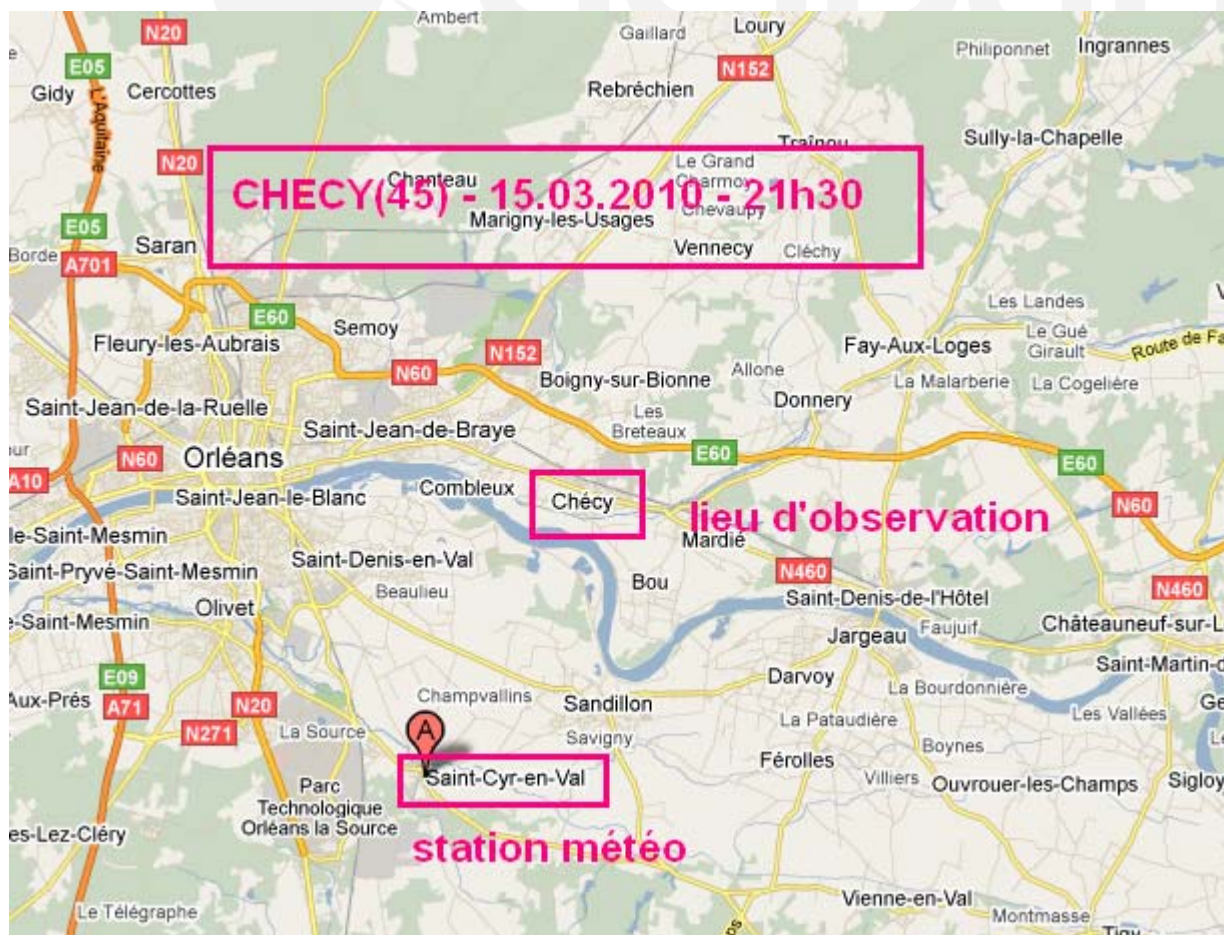 Ambert
Gaillard
Loury
N20
Philiponnet
Ingrannes
E05
N152
Gidy
Cercottes
Rebréchien
L'Aquitaine
N20
Traînou
Sully-la-Chapelle
Le Grand
Charmoy
Chanteau
CHECY(45) - 15.03.2010 - 21h30
Marigny-les-Usages
Chevaupy
E05
Saran
Vennecy
Cléchy
Borde
A701
Les Landes
E60
Semoy
Fleury-les-Aubrais
N152
Fay-Aux-Loges
Le Gué
Girault
Route de Fa
N60
Boigny-sur-Bionne
Allone
La Malarberie
La Cogelière
Saint-Jean-de-la-Ruelle
Donnery
Les
Breteaux
Saint-Jean-de-Braye
N60
Orléans
E60
E60
A10
Saint-Jean-le-Blanc
Combleux
Chécy
N60
lieu d'observation
le-Saint-Mesmin
Mardié
Saint-Denis-en-Val
Saint-Pryvé-Saint-Mesmin
Bou
N460
N460
Beaulieu
Saint-Denis-de-l'Hôtel
Olivet
e-Saint-Mesmin
Jargeau
Faujuif
Châteauneuf-sur-L
E09
Saint-Martin-d
Darvoy
Aux-Prés
A71
N20
Champvallins
Sandillon
La Bourdonnière
Ge
N271
La Source
A
La Pataudière
Les Vallées
Savigny
Boynes
Férolles
Saint-Cyr-en-Val
Villiers
Ouvrouer-les-Champs
Sigloy
Parc
Technologique
Orléans la Source
es-Lez-Cléry
station météo
Vienne-en-Val
Le Télégraphe
Montmasse
Tigy